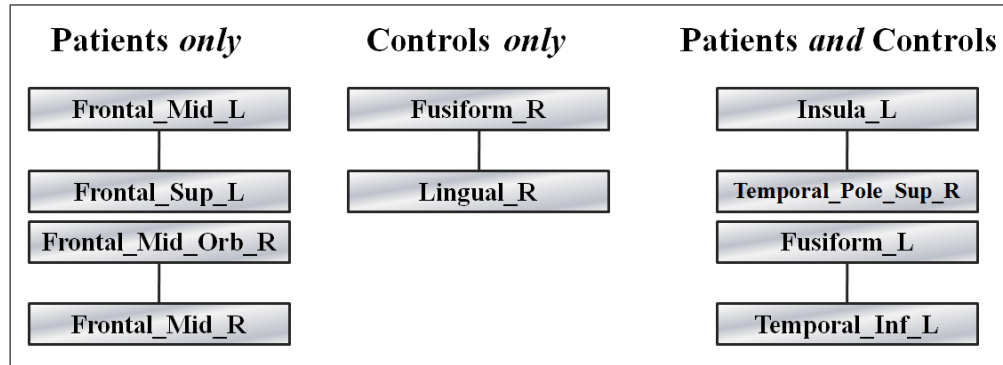 Patients only
Frontal_Mid_L
Frontal_Sup_L
Frontal_Mid_Orb_R
Frontal_Mid_R
Controls only
Fusiform_R
Lingual_R
Patients and Controls
Insula_L
Temporal_Pole_Sup_R
Fusiform_L
Temporal_Inf_L